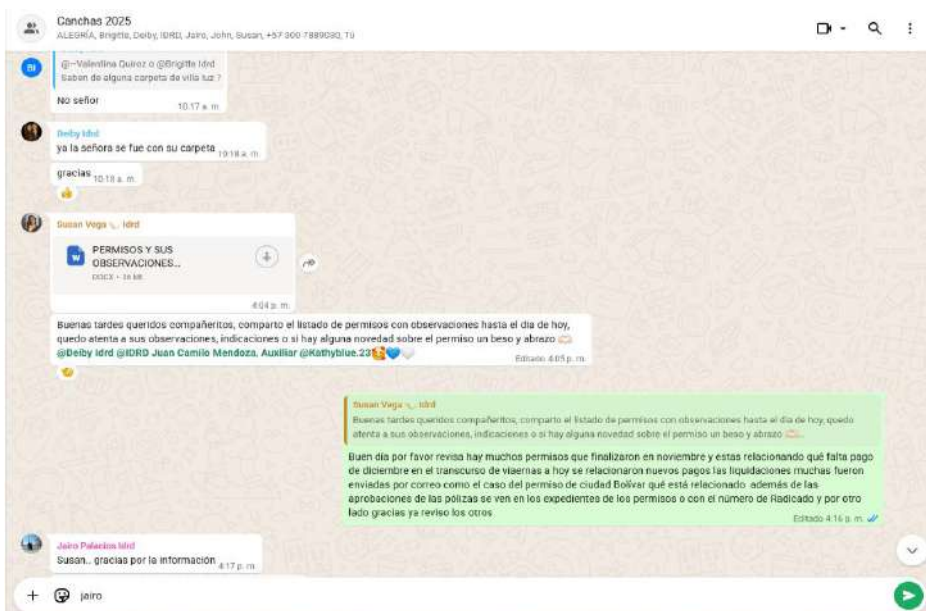 Canchas 2025
ALEGRÍA, Brigitte, Deiby, IDRD, Jairo, John, Susan, +57 300 7889080, Tú
BI
@~Valentina Quiroz o @Brigitte Idrd
Saben de alguna carpeta de villa luz ?
No señor
10:17 a. m.
Deiby Idrd
ya la señora se fue con su carpeta 10:18 a. m.
gracias 10:18 a. m.
Susan Vega Idrd
PERMISOS Y SUS
OBSERVACIONES...
DOCX •
4:04 p. m.
Buenas tardes queridos compañeritos, comparto el listado de permisos con observaciones hasta el dia de hoy,
quedo atenta a sus observaciones, indicaciones o si hay alguna novedad sobre el permiso un beso y abrazo 🫶🏻
@Deiby Idrd @IDRD Juan Camilo Mendoza. Auxiliar @Kathyblue.23🥰💙🤍
Editado 4:05 p. m.
Susan Vega Idrd
Buenas tardes queridos compañeritos, comparto el listado de permisos con observaciones hasta el dia de hoy, quedo
atenta a sus observaciones, indicaciones o si hay alguna novedad sobre el permiso un beso y abrazo 🫶🏻...
Buen día por favor revisa hay muchos permisos que finalizaron en noviembre y estas relacionando qué falta pago
de diciembre en el transcurso de viaernas a hoy se relacionaron nuevos pagos las liquidaciones muchas fueron
enviadas por correo como el caso del permiso de ciudad Bolívar qué está relacionado además de las
aprobaciones de las pólizas se ven en los expedientes de los permisos o con el número de Radicado y por otro
lado gracias ya reviso los otros
Editado 4:16 p. m.
Jairo Palacios Idrd
Susan.. gracias por la información 4:17 p. m.
jairo